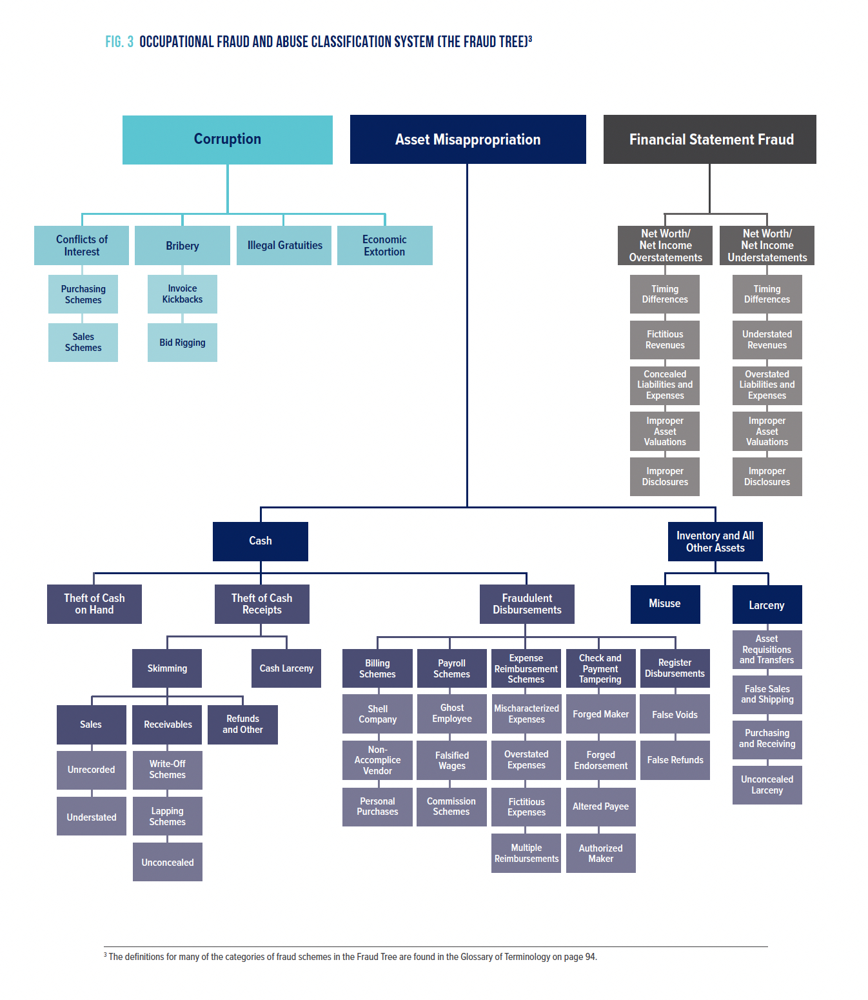 FIG. 3 OCCUPATIONAL FRAUD AND ABUSE CLASSIFICATION SYSTEM (THE FRAUD TREE)³
Corruption
Asset Misappropriation
Financial Statement Fraud
Conflicts of
Interest
Bribery
Illegal Gratuities
Economic
Extortion
Purchasing
Schemes
Sales
Schemes
Invoice
Kickbacks
Bid Rigging
Net Worth/
Net Income
Overstatements
Net Worth/
Net Income
Understatements
Timing
Differences
Fictitious
Revenues
Concealed
Liabilities and
Expenses
Improper
Asset
Valuations
Improper
Disclosures
Timing
Differences
Understated
Revenues
Overstated
Liabilities and
Expenses
Improper
Asset
Valuations
Improper
Disclosures
Cash
Inventory and All
Other Assets
Theft of Cash
on Hand
Theft of Cash
Receipts
Fraudulent
Disbursements
Misuse
Larceny
Skimming
Cash Larceny
Sales
Receivables
Refunds
and Other
Unrecorded
Understated
Write-Off
Schemes
Lapping
Schemes
Unconcealed
Billing
Schemes
Shell
Company
Non-
Accomplice
Vendor
Personal
Purchases
Payroll
Schemes
Ghost
Employee
Falsified
Wages
Commission
Schemes
Expense
Reimbursement
Schemes
Mischaracterized
Expenses
Overstated
Expenses
Fictitious
Expenses
Multiple
Reimbursements
Check and
Payment
Tampering
Forged Maker
Forged
Endorsement
Altered Payee
Authorized
Maker
Register
Disbursements
False Voids
False Refunds
Asset
Requisitions
and Transfers
False Sales
and Shipping
Purchasing
and Receiving
Unconcealed
Larceny
³ The definitions for many of the categories of fraud schemes in the Fraud Tree are found in the Glossary of Terminology on page 94.